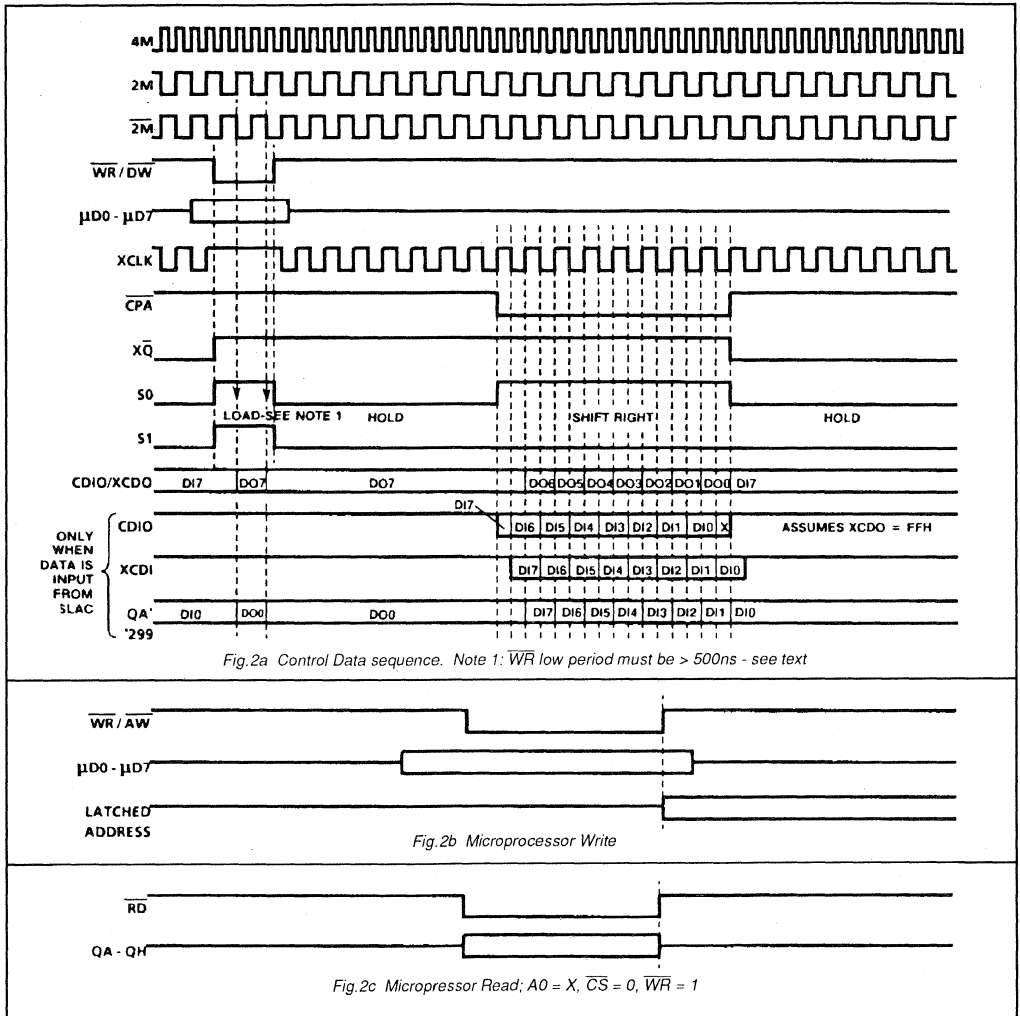 4M
2M
2M
WR / DW
µD0 - µD7
XCLK
CPA
XQ
S0
LOAD-SEE NOTE 1 HOLD SHIFT RIGHT HOLD
S1
CDIO/XCDO DI7 DO7 DO7 DO6 DO5 DO4 DO3 DO2 DO1 DO0 DI7
DI7
CDIO DI6 DI5 DI4 DI3 DI2 DI1 DI0 X ASSUMES XCDO = FFH
ONLY
WHEN
DATA IS
INPUT
FROM
SLAC
XCDI DI7 DI6 DI5 DI4 DI3 DI2 DI1 DI0
QA' DI0 DO0 DO0 DI7 DI6 DI5 DI4 DI3 DI2 DI1 DI0
'299
Fig.2a Control Data sequence. Note 1: WR low period must be > 500ns - see text
WR / AW
µD0 - µD7
LATCHED
ADDRESS
Fig.2b Microprocessor Write
RD
QA - QH
Fig.2c Micropressor Read; A0 = X, CS = 0, WR = 1